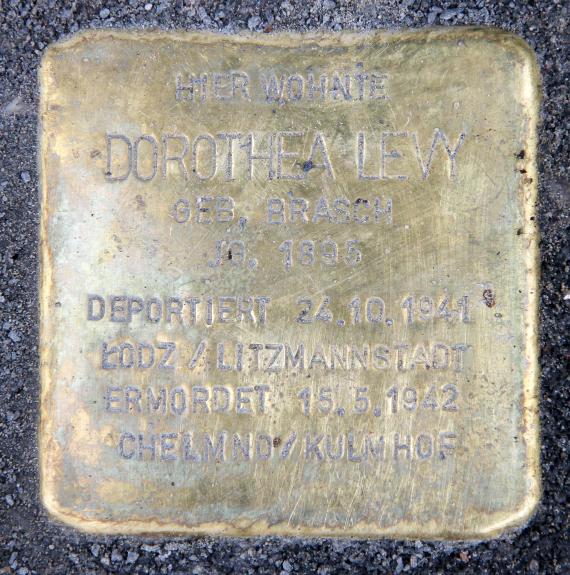 HIER WOHNTE
DOROTHEA LEVY
GEB. BRASCH
JG. 1895
DEPORTIERT 24.10.1941
ŁODZ / LITZMANNSTADT
ERMORDET 15.5.1942
CHELMNO/KULMHOF